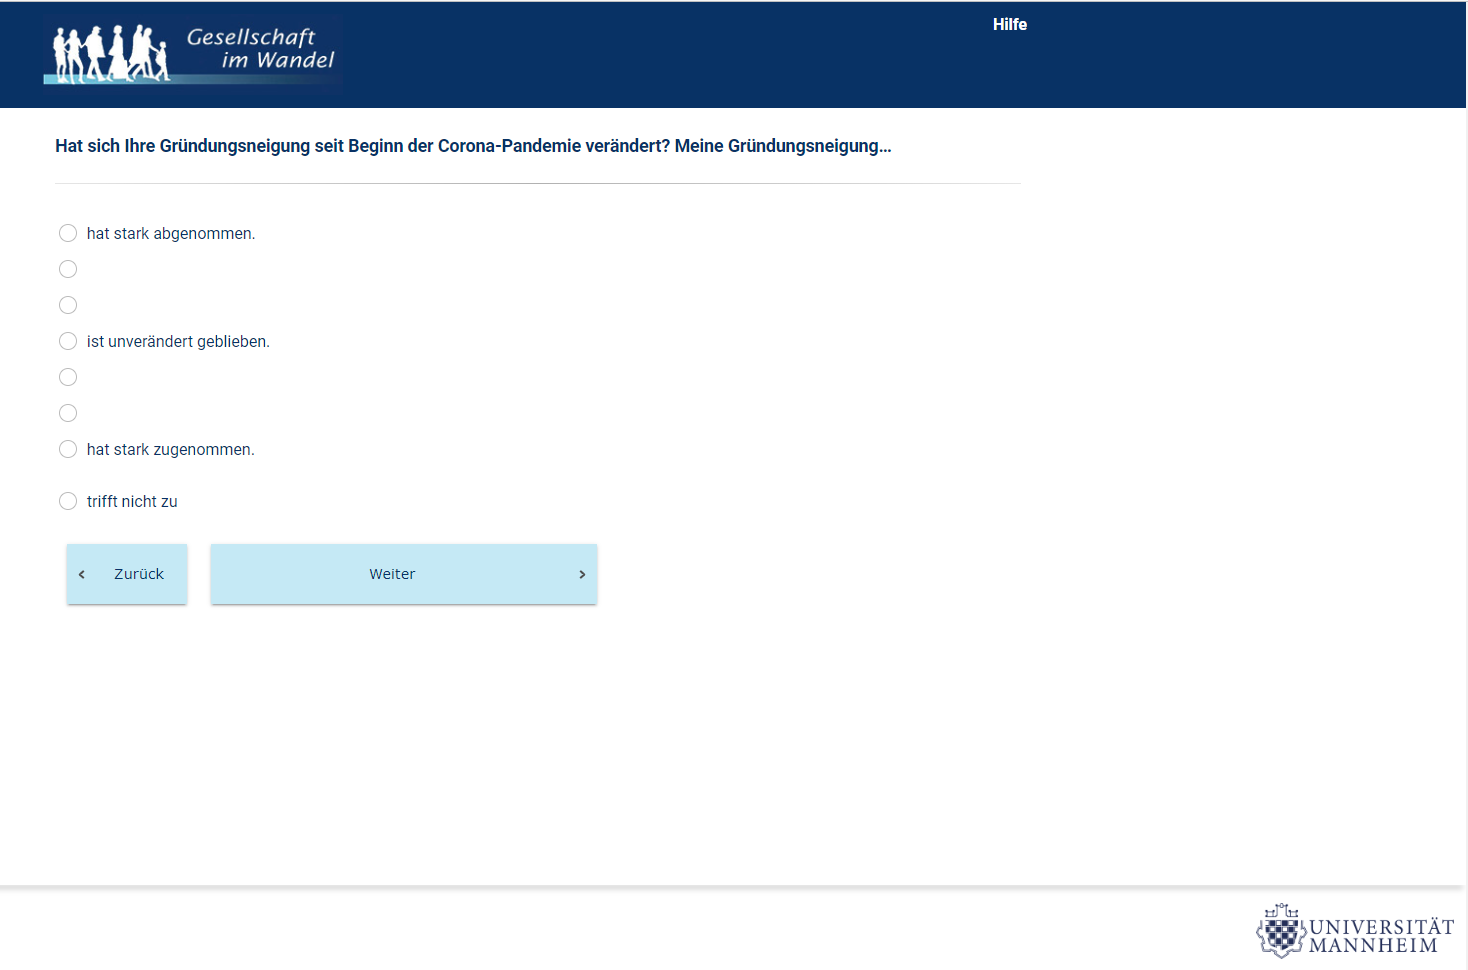 Gesellschaft
im Wandel
Hilfe
Hat sich Ihre Gründungsneigung seit Beginn der Corona-Pandemie verändert? Meine Gründungsneigung...
hat stark abgenommen.
ist unverändert geblieben.
hat stark zugenommen.
trifft nicht zu
‹ Zurück
Weiter ›
UNIVERSITÄT
MANNHEIM